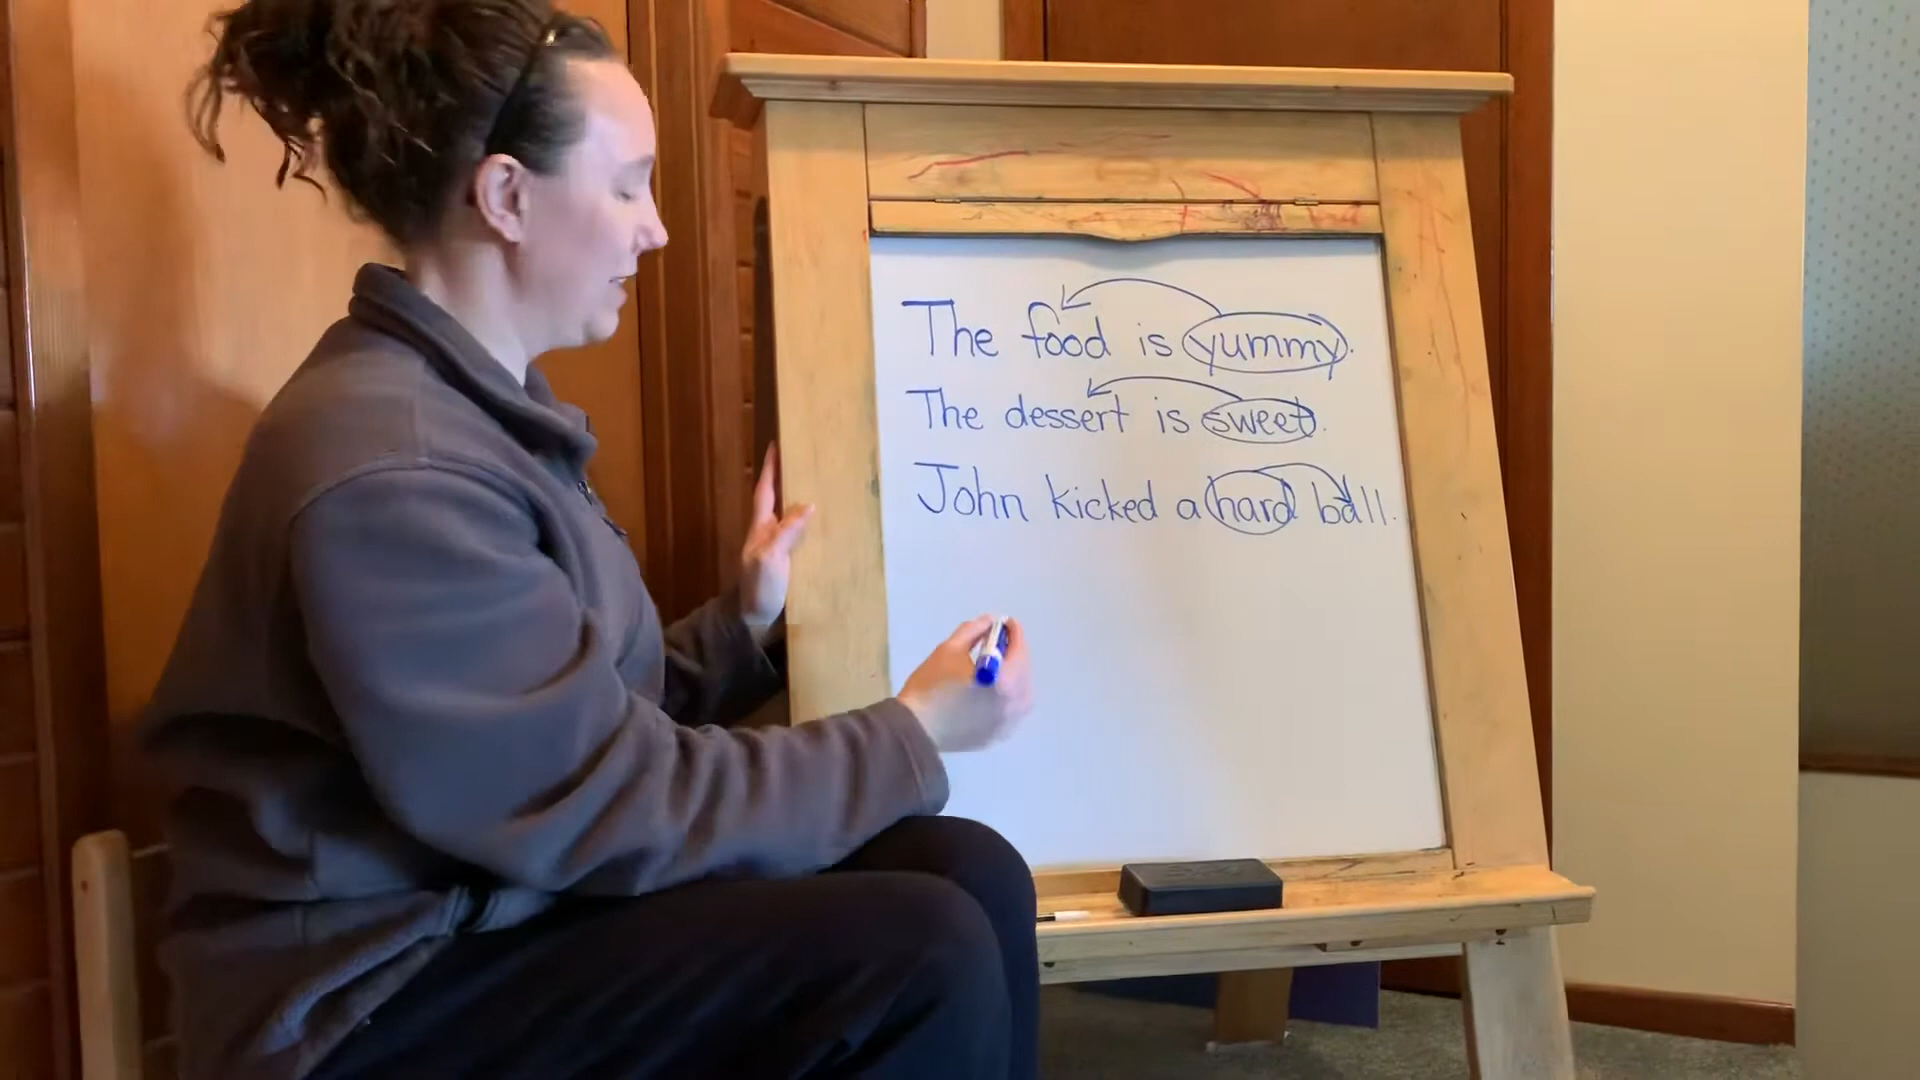 The food is yummy.
The dessert is sweet.
John kicked a hard ball.